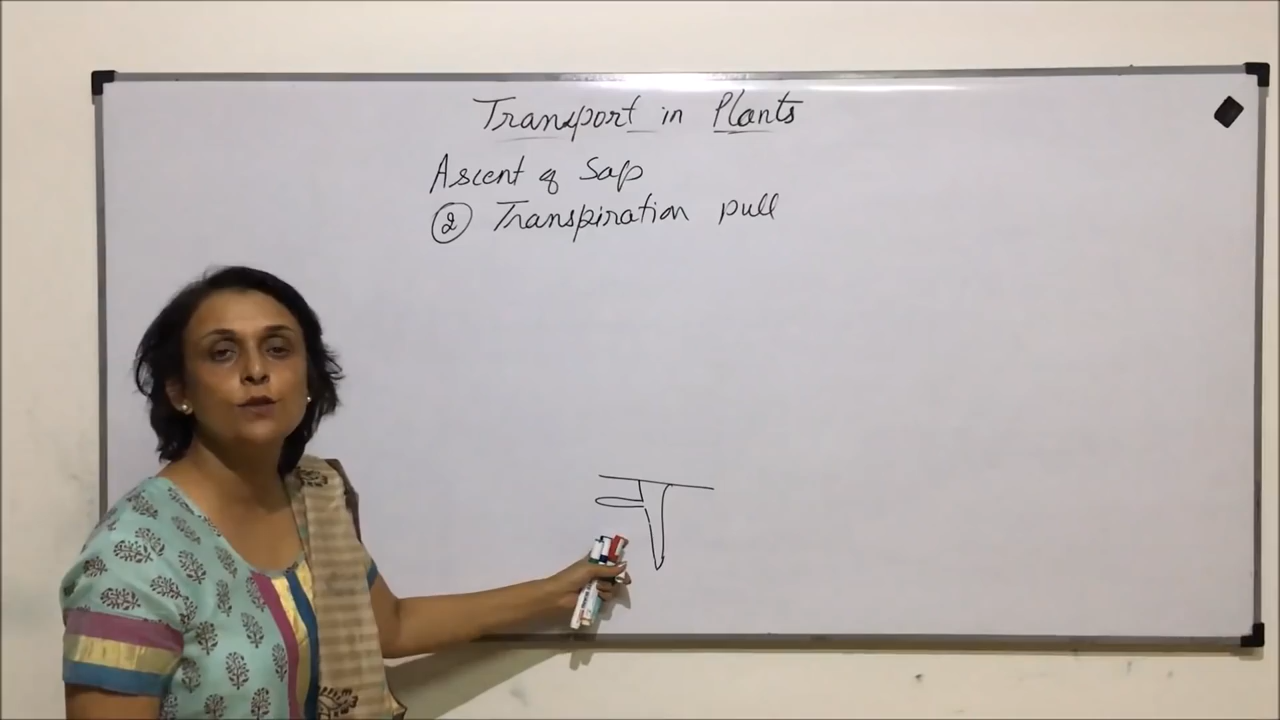 Transport in Plants
Ascent of Sap
② Transpiration pull